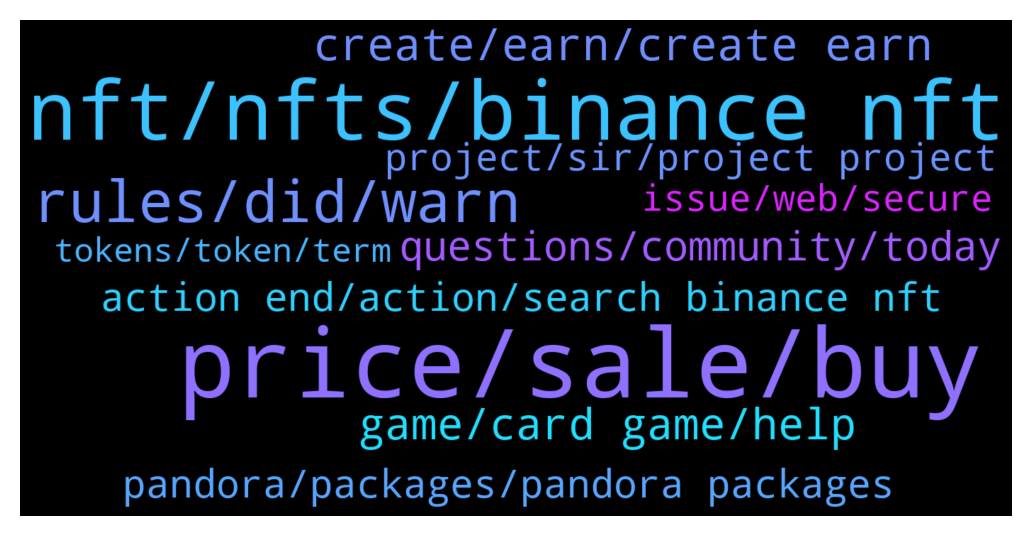 create/earn/create earn
nft/nfts/binance nft
project/sir/project project
rules/did/warn
issue/web/secure
tokens/token/term
questions/community/today
action end/action/search binance nft
price/sale/buy
game/card game/help
pandora/packages/pandora packages